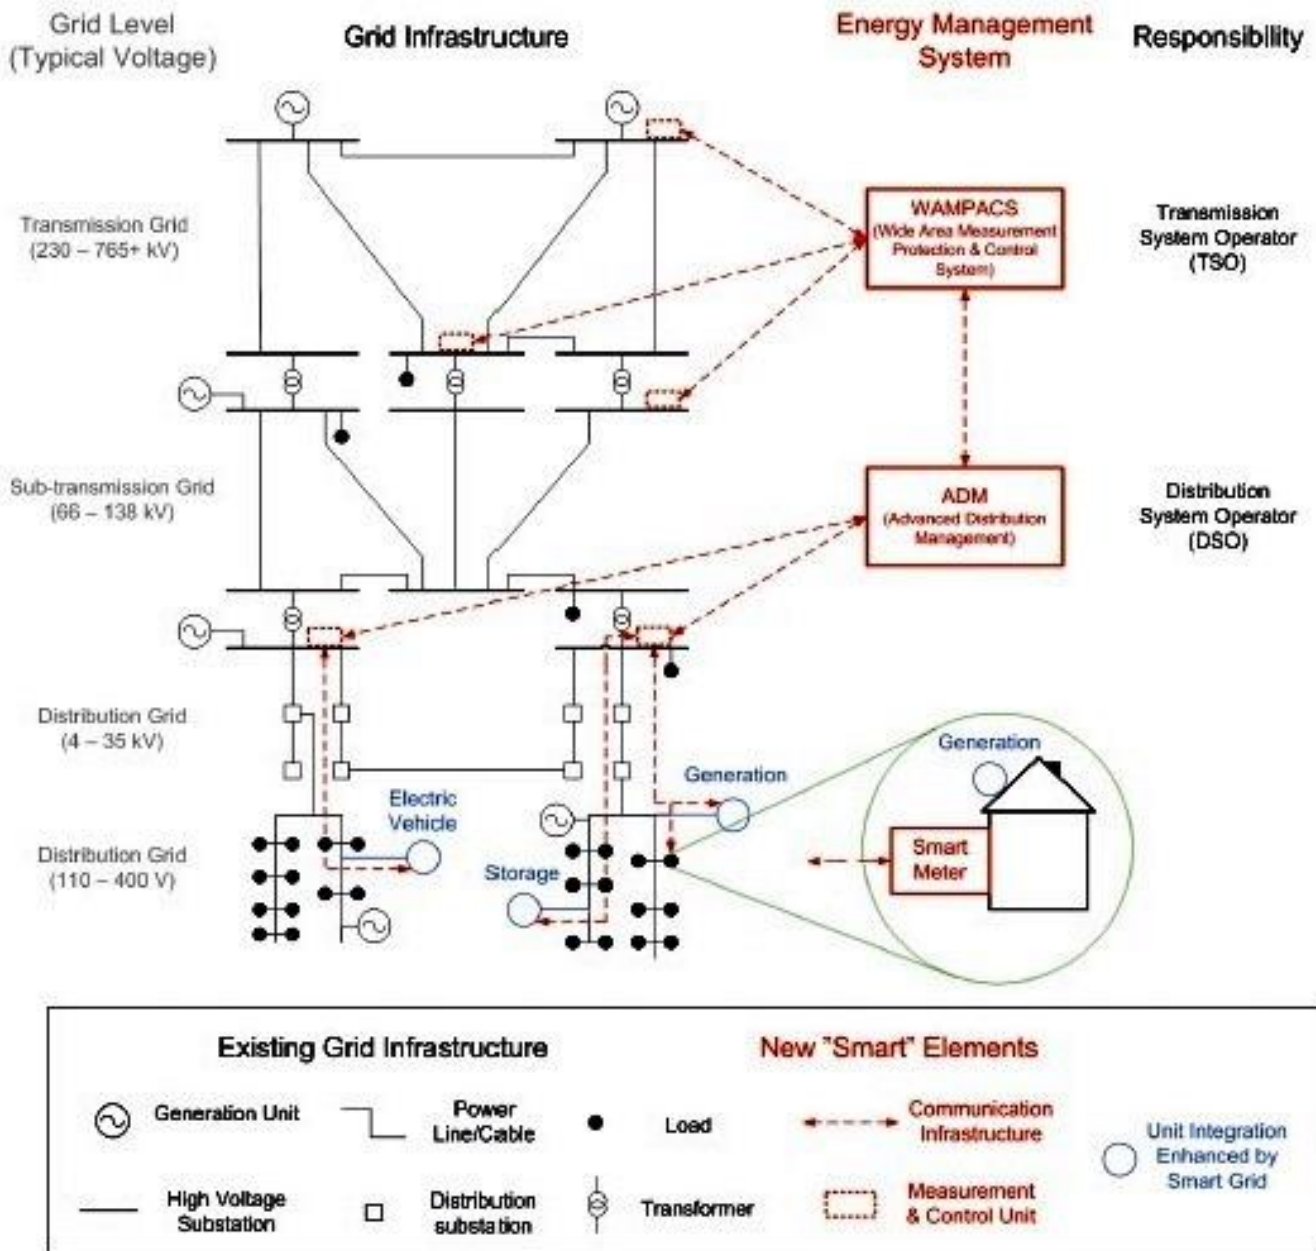 Grid Level
(Typical Voltage)
Grid Infrastructure
Energy Management
System
Responsibility
Transmission Grid
(230 – 765+ kV)
WAMPACS
(Wide Area Measurement
Protection & Control
System)
Transmission
System Operator
(TSO)
Sub-transmission Grid
(66 – 138 kV)
ADM
(Advanced Distribution
Management)
Distribution
System Operator
(DSO)
Distribution Grid
(4 – 35 kV)
Generation
Generation
Electric
Vehicle
Distribution Grid
(110 – 400 V)
Storage
Smart
Meter
Existing Grid Infrastructure
New "Smart" Elements
Generation Unit
Power
Line/Cable
Load
Communication
Infrastructure
Unit Integration
Enhanced by
Smart Grid
High Voltage
Substation
Distribution
substation
Transformer
Measurement
& Control Unit